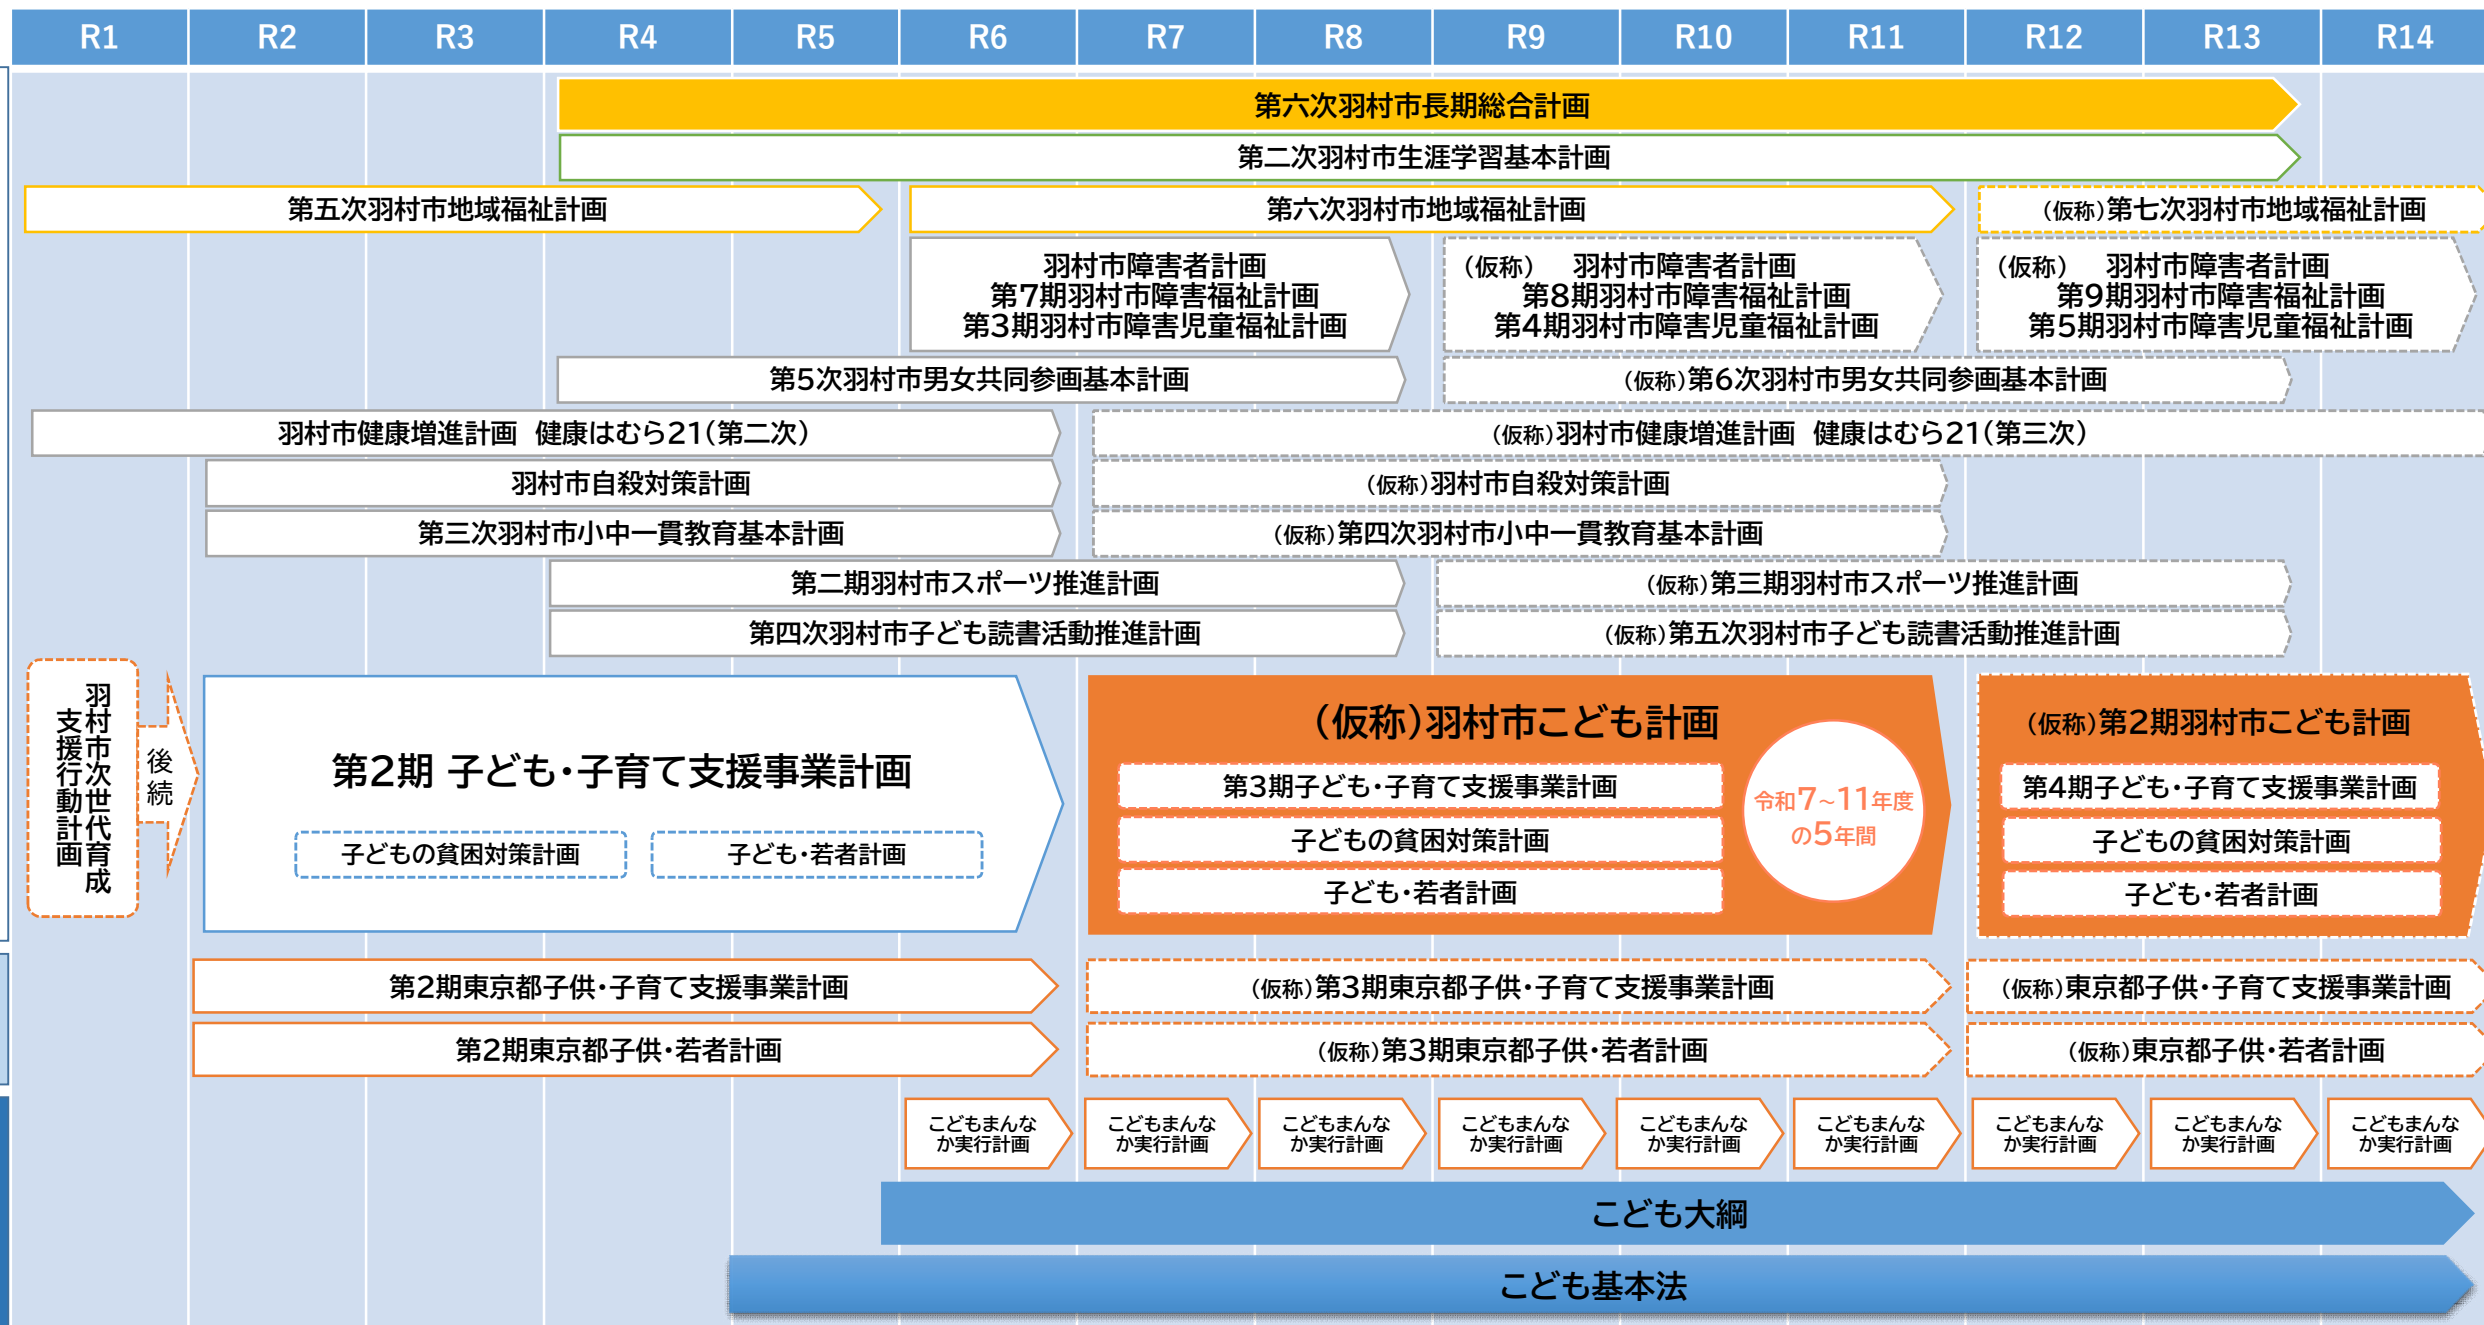 R1 R2 R3 R4 R5 R6 R7 R8 R9 R10 R11 R12 R13 R14
第六次羽村市長期総合計画
第二次羽村市生涯学習基本計画
第五次羽村市地域福祉計画
第六次羽村市地域福祉計画
(仮称)第七次羽村市地域福祉計画
羽村市障害者計画
第7期羽村市障害福祉計画
第3期羽村市障害児童福祉計画
(仮称) 羽村市障害者計画
第8期羽村市障害福祉計画
第4期羽村市障害児童福祉計画
(仮称) 羽村市障害者計画
第9期羽村市障害福祉計画
第5期羽村市障害児童福祉計画
第5次羽村市男女共同参画基本計画
(仮称)第6次羽村市男女共同参画基本計画
羽村市健康増進計画 健康はむら21(第二次)
(仮称)羽村市健康増進計画 健康はむら21(第三次)
羽村市自殺対策計画
(仮称)羽村市自殺対策計画
第三次羽村市小中一貫教育基本計画
(仮称)第四次羽村市小中一貫教育基本計画
第二期羽村市スポーツ推進計画
(仮称)第三期羽村市スポーツ推進計画
第四次羽村市子ども読書活動推進計画
(仮称)第五次羽村市子ども読書活動推進計画
羽村市次世代育成
支援行動計画
後続
第2期 子ども・子育て支援事業計画
子どもの貧困対策計画
子ども・若者計画
(仮称)羽村市こども計画
第3期子ども・子育て支援事業計画
子どもの貧困対策計画
子ども・若者計画
令和7~11年度
の5年間
(仮称)第2期羽村市こども計画
第4期子ども・子育て支援事業計画
子どもの貧困対策計画
子ども・若者計画
第2期東京都子供・子育て支援事業計画
(仮称)第3期東京都子供・子育て支援事業計画
(仮称)東京都子供・子育て支援事業計画
第2期東京都子供・若者計画
(仮称)第3期東京都子供・若者計画
(仮称)東京都子供・若者計画
こどもまんな
か実行計画
こどもまんな
か実行計画
こどもまんな
か実行計画
こどもまんな
か実行計画
こどもまんな
か実行計画
こどもまんな
か実行計画
こどもまんな
か実行計画
こどもまんな
か実行計画
こどもまんな
か実行計画
こども大綱
こども基本法